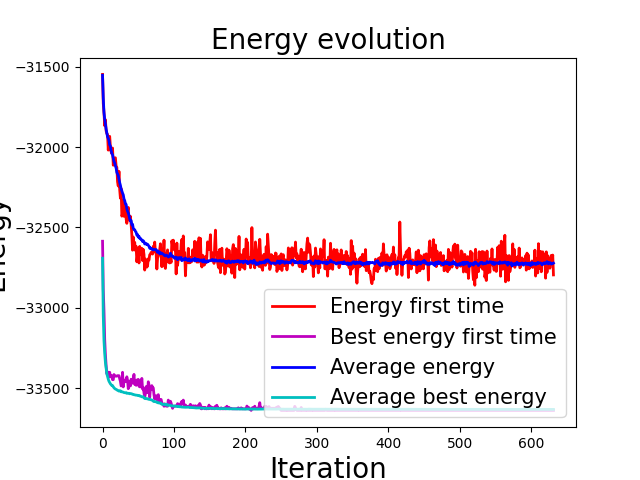 Energy evolution
Energy
−31500
−32000
−32500
−33000
−33500
0 100 200 300 400 500 600
Iteration
Energy first time
Best energy first time
Average energy
Average best energy